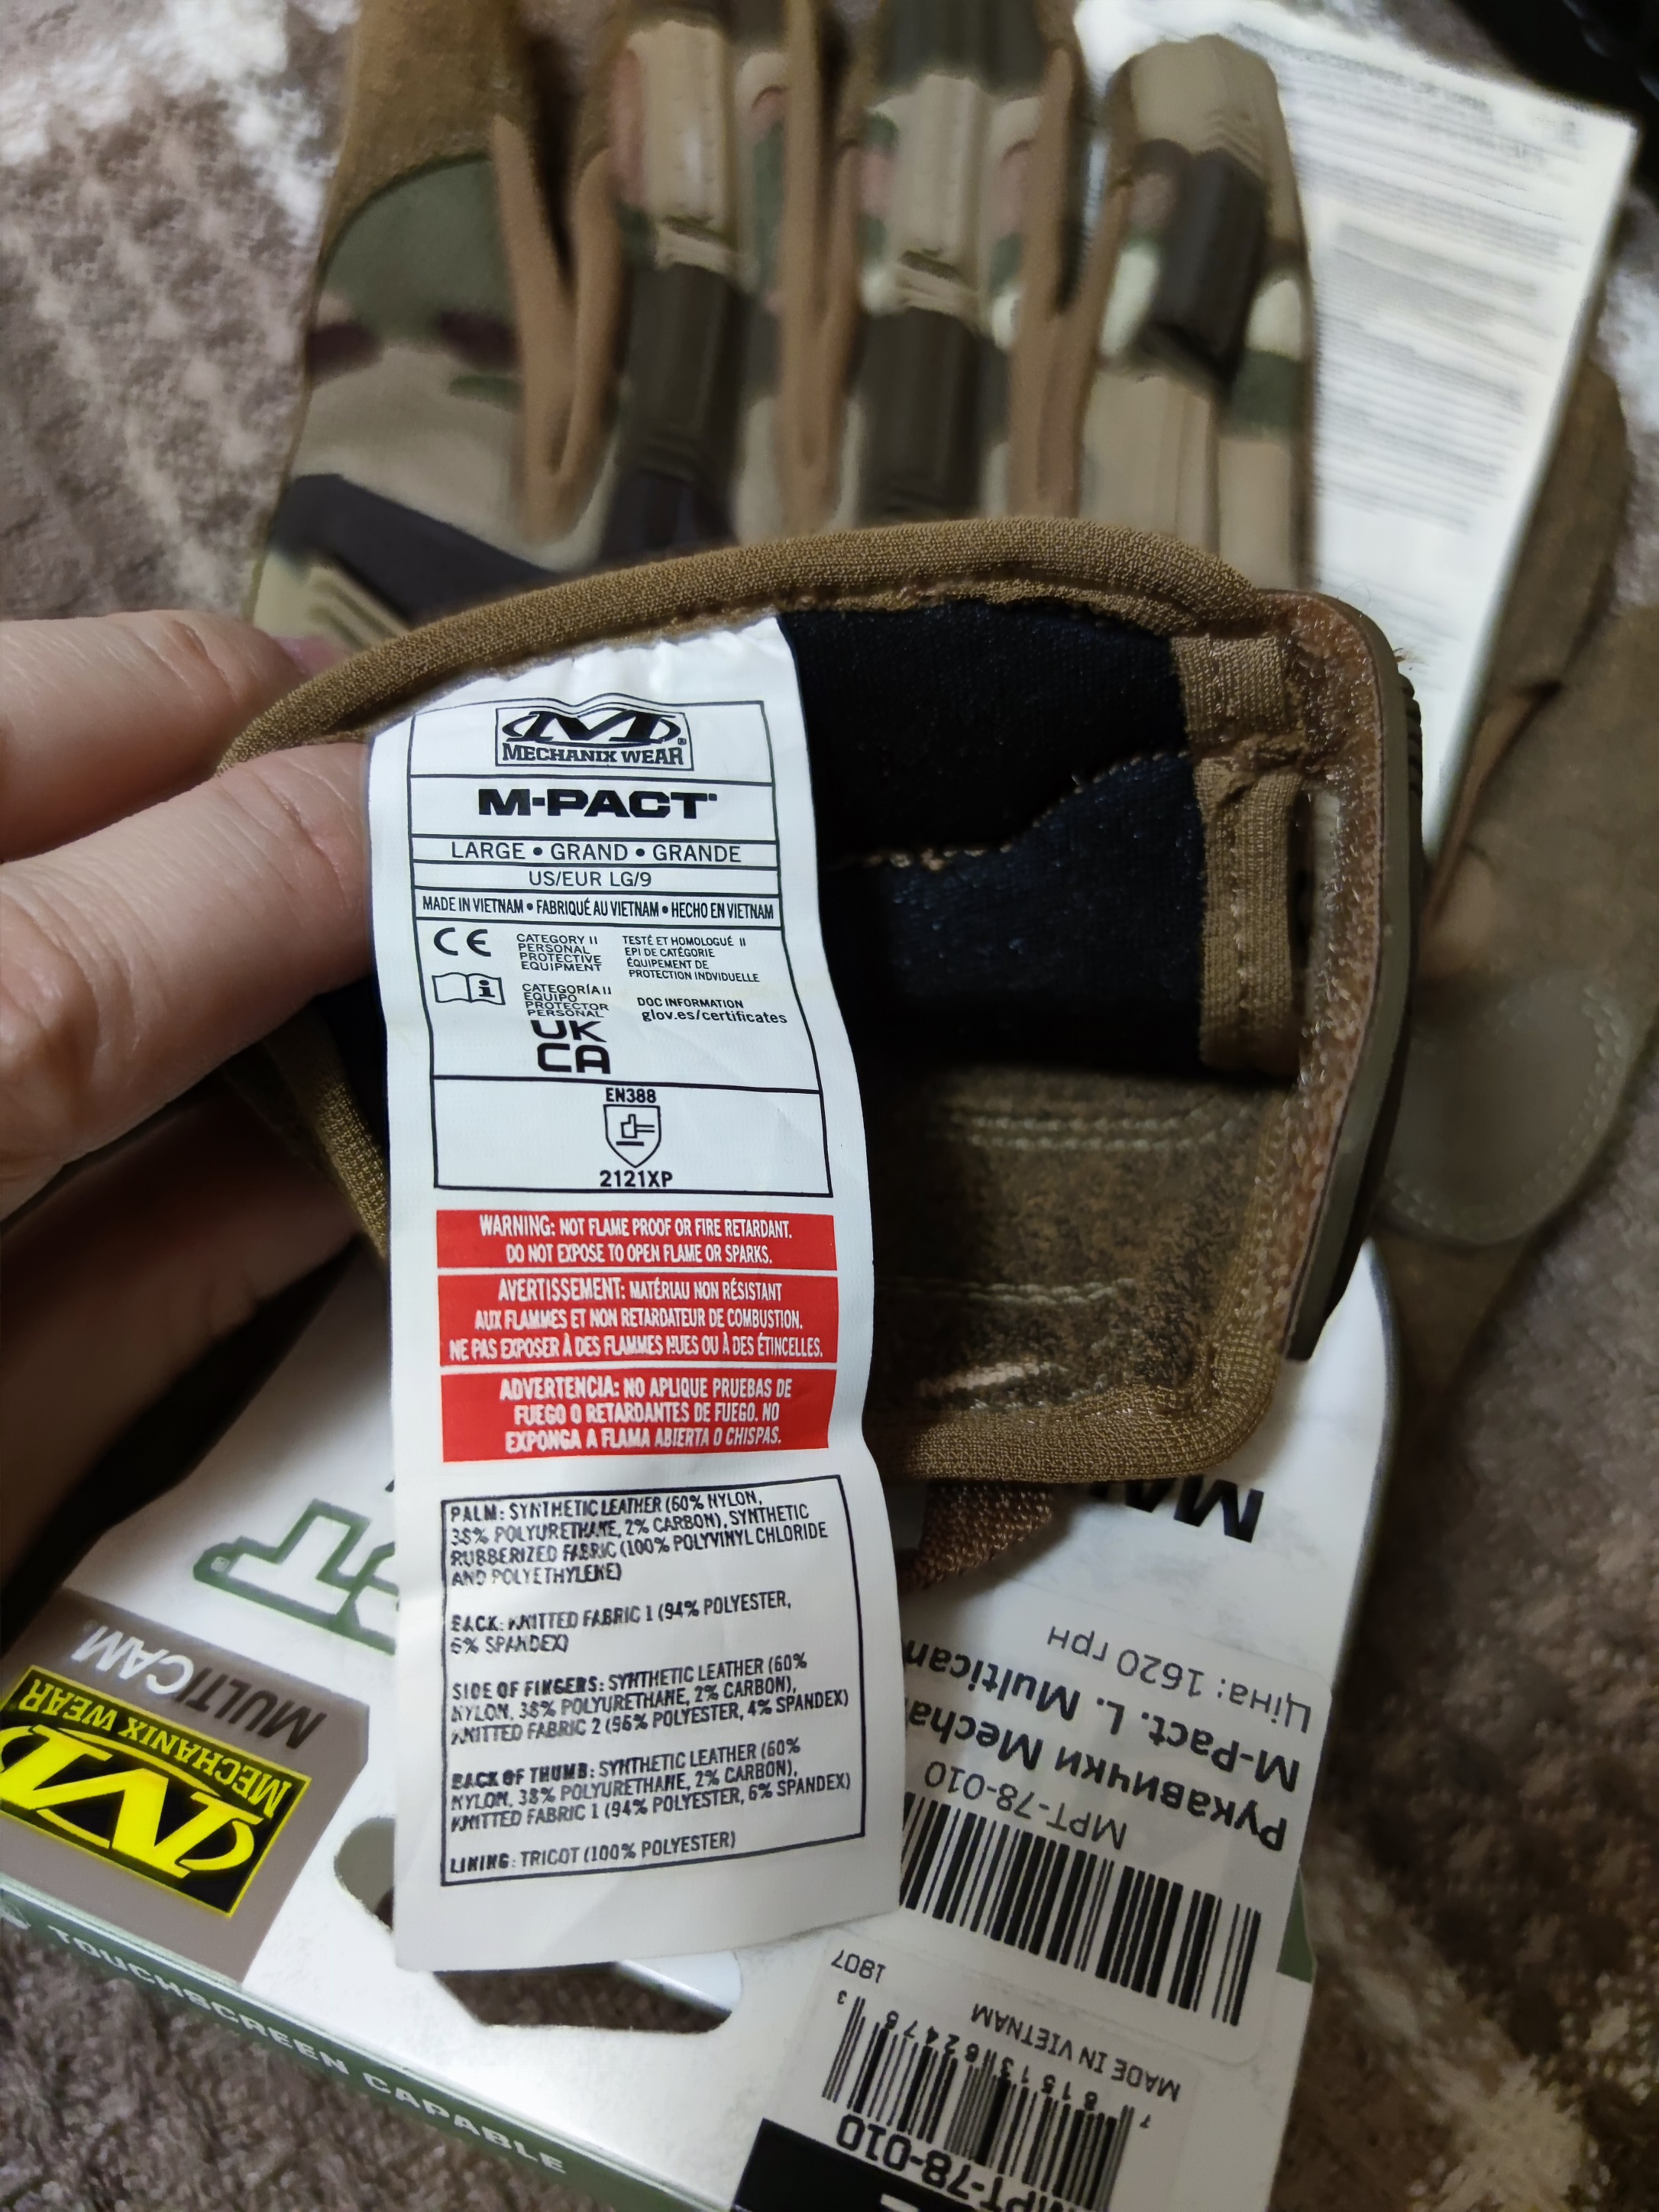 MECHANIX WEAR
M-PACT®
LARGE • GRAND • GRANDE
US/EUR LG/9
MADE IN VIETNAM • FABRIQUÉ AU VIETNAM • HECHO EN VIETNAM
CE
CATEGORY II
PERSONAL
PROTECTIVE
EQUIPMENT
TESTÉ ET HOMOLOGUÉ II
EPI DE CATÉGORIE
ÉQUIPEMENT DE
PROTECTION INDVIDUELLE
i
CATEGORÍA II
EQUIPO
PROTECTOR
PERSONAL
DOC INFORMATION
glov.es/certificates
UK
CA
EN388
2121XP
WARNING: NOT FLAME PROOF OR FIRE RETARDANT.
DO NOT EXPOSE TO OPEN FLAME OR SPARKS.
AVERTISSEMENT: MATÉRIAU NON RÉSISTANT
AUX FLAMMES ET NON RETARDATEUR DE COMBUSTION.
NE PAS EXPOSER À DES FLAMMES NUES OU À DES ÉTINCELLES.
ADVERTENCIA: NO APLIQUE PRUEBAS DE
FUEGO O RETARDANTES DE FUEGO. NO
EXPONGA A FLAMA ABIERTA O CHISPAS.
PALM: SYNTHETIC LEATHER (60% NYLON,
38% POLYURETHANE, 2% CARBON), SYNTHETIC
RUBBERIZED FABRIC (100% POLYVINYL CHLORIDE
AND POLYETHYLENE)
BACK: KNITTED FABRIC 1 (94% POLYESTER,
6% SPANDEX)
SIDE OF FINGERS: SYNTHETIC LEATHER (60%
NYLON, 38% POLYURETHANE, 2% CARBON),
KNITTED FABRIC 2 (96% POLYESTER, 4% SPANDEX)
BACK OF THUMB: SYNTHETIC LEATHER (60%
NYLON, 38% POLYURETHANE, 2% CARBON),
KNITTED FABRIC 1 (94% POLYESTER, 6% SPANDEX)
LINING: TRICOT (100% POLYESTER)
MULTICAM®
MECHANIX WEAR
TOUCHSCREEN CAPABLE
MPT-78-010
7 81513 62478 3
MADE IN VIETNAM
1807
MPT-78-010
Рукавички Mecha
M-Pact. L. Multicam
Ціна: 1620 грн